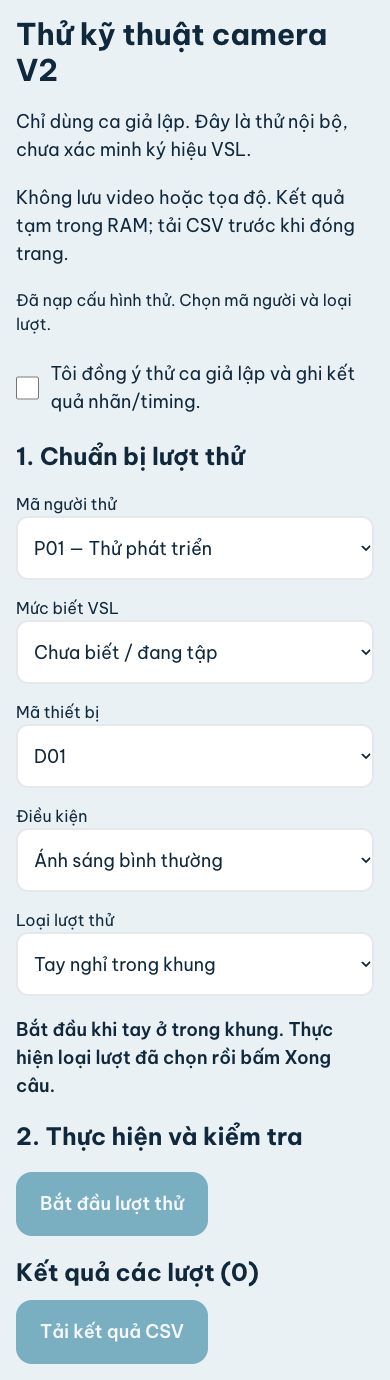 Thử kỹ thuật camera
V2
Chỉ dùng ca giả lập. Đây là thử nội bộ,
chưa xác minh ký hiệu VSL.
Không lưu video hoặc tọa độ. Kết quả
tạm trong RAM; tải CSV trước khi đóng
trang.
Đã nạp cấu hình thử. Chọn mã người và loại
lượt.
Tôi đồng ý thử ca giả lập và ghi kết
quả nhãn/timing.
1. Chuẩn bị lượt thử
Mã người thử
P01 — Thử phát triển
Mức biết VSL
Chưa biết / đang tập
Mã thiết bị
D01
Điều kiện
Ánh sáng bình thường
Loại lượt thử
Tay nghỉ trong khung
Bắt đầu khi tay ở trong khung. Thực
hiện loại lượt đã chọn rồi bấm Xong
câu.
2. Thực hiện và kiểm tra
Bắt đầu lượt thử
Kết quả các lượt (0)
Tải kết quả CSV